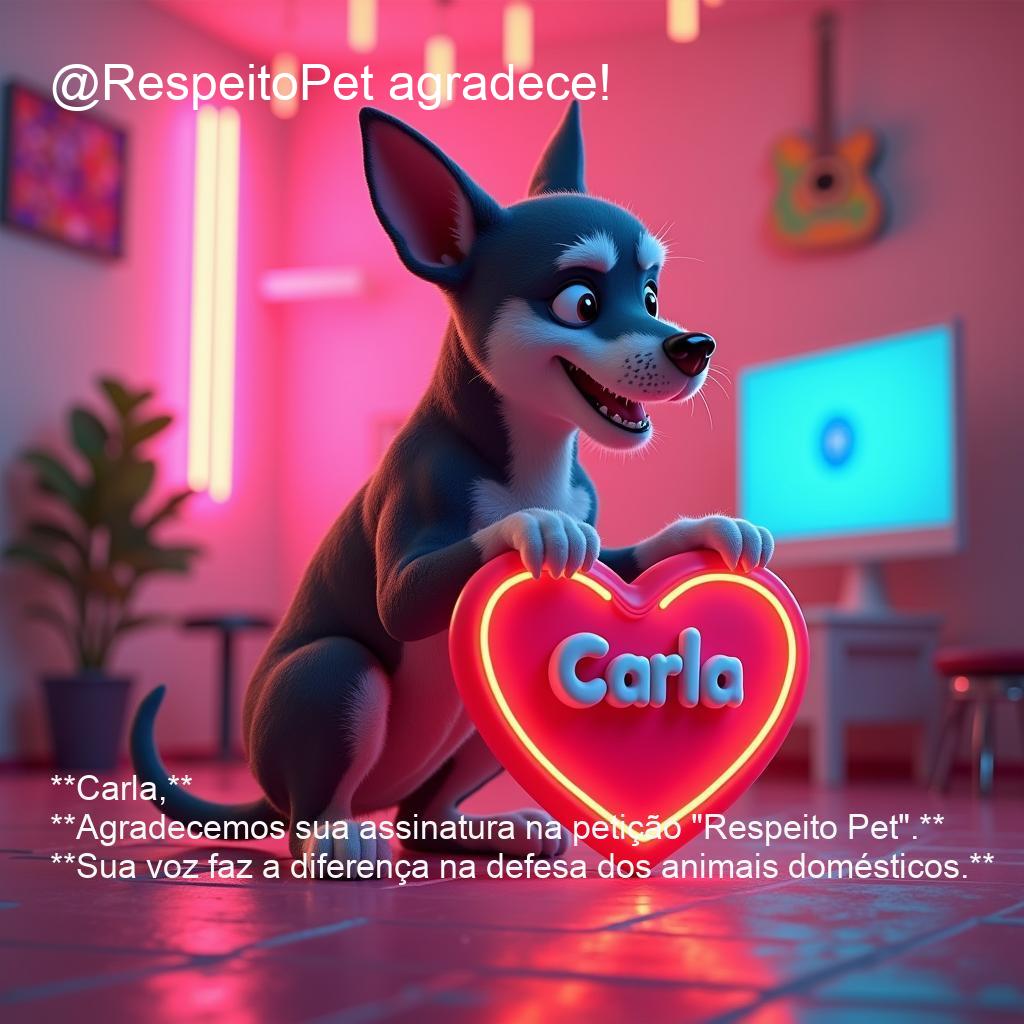 @RespeitoPet agradece!
Carla
**Carla,**
**Agradecemos sua assinatura na petição "Respeito Pet".**
**Sua voz faz a diferença na defesa dos animais domésticos.**